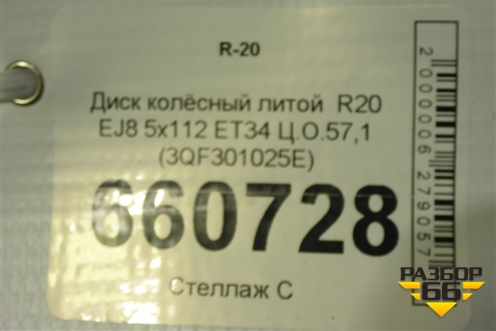 R-20
Диск колёсный литой R20
EJ8 5x112 ET34 Ц.О.57,1
(3QF301025E)
660728
Стеллаж С
2000006279057
РАЗБОР
66